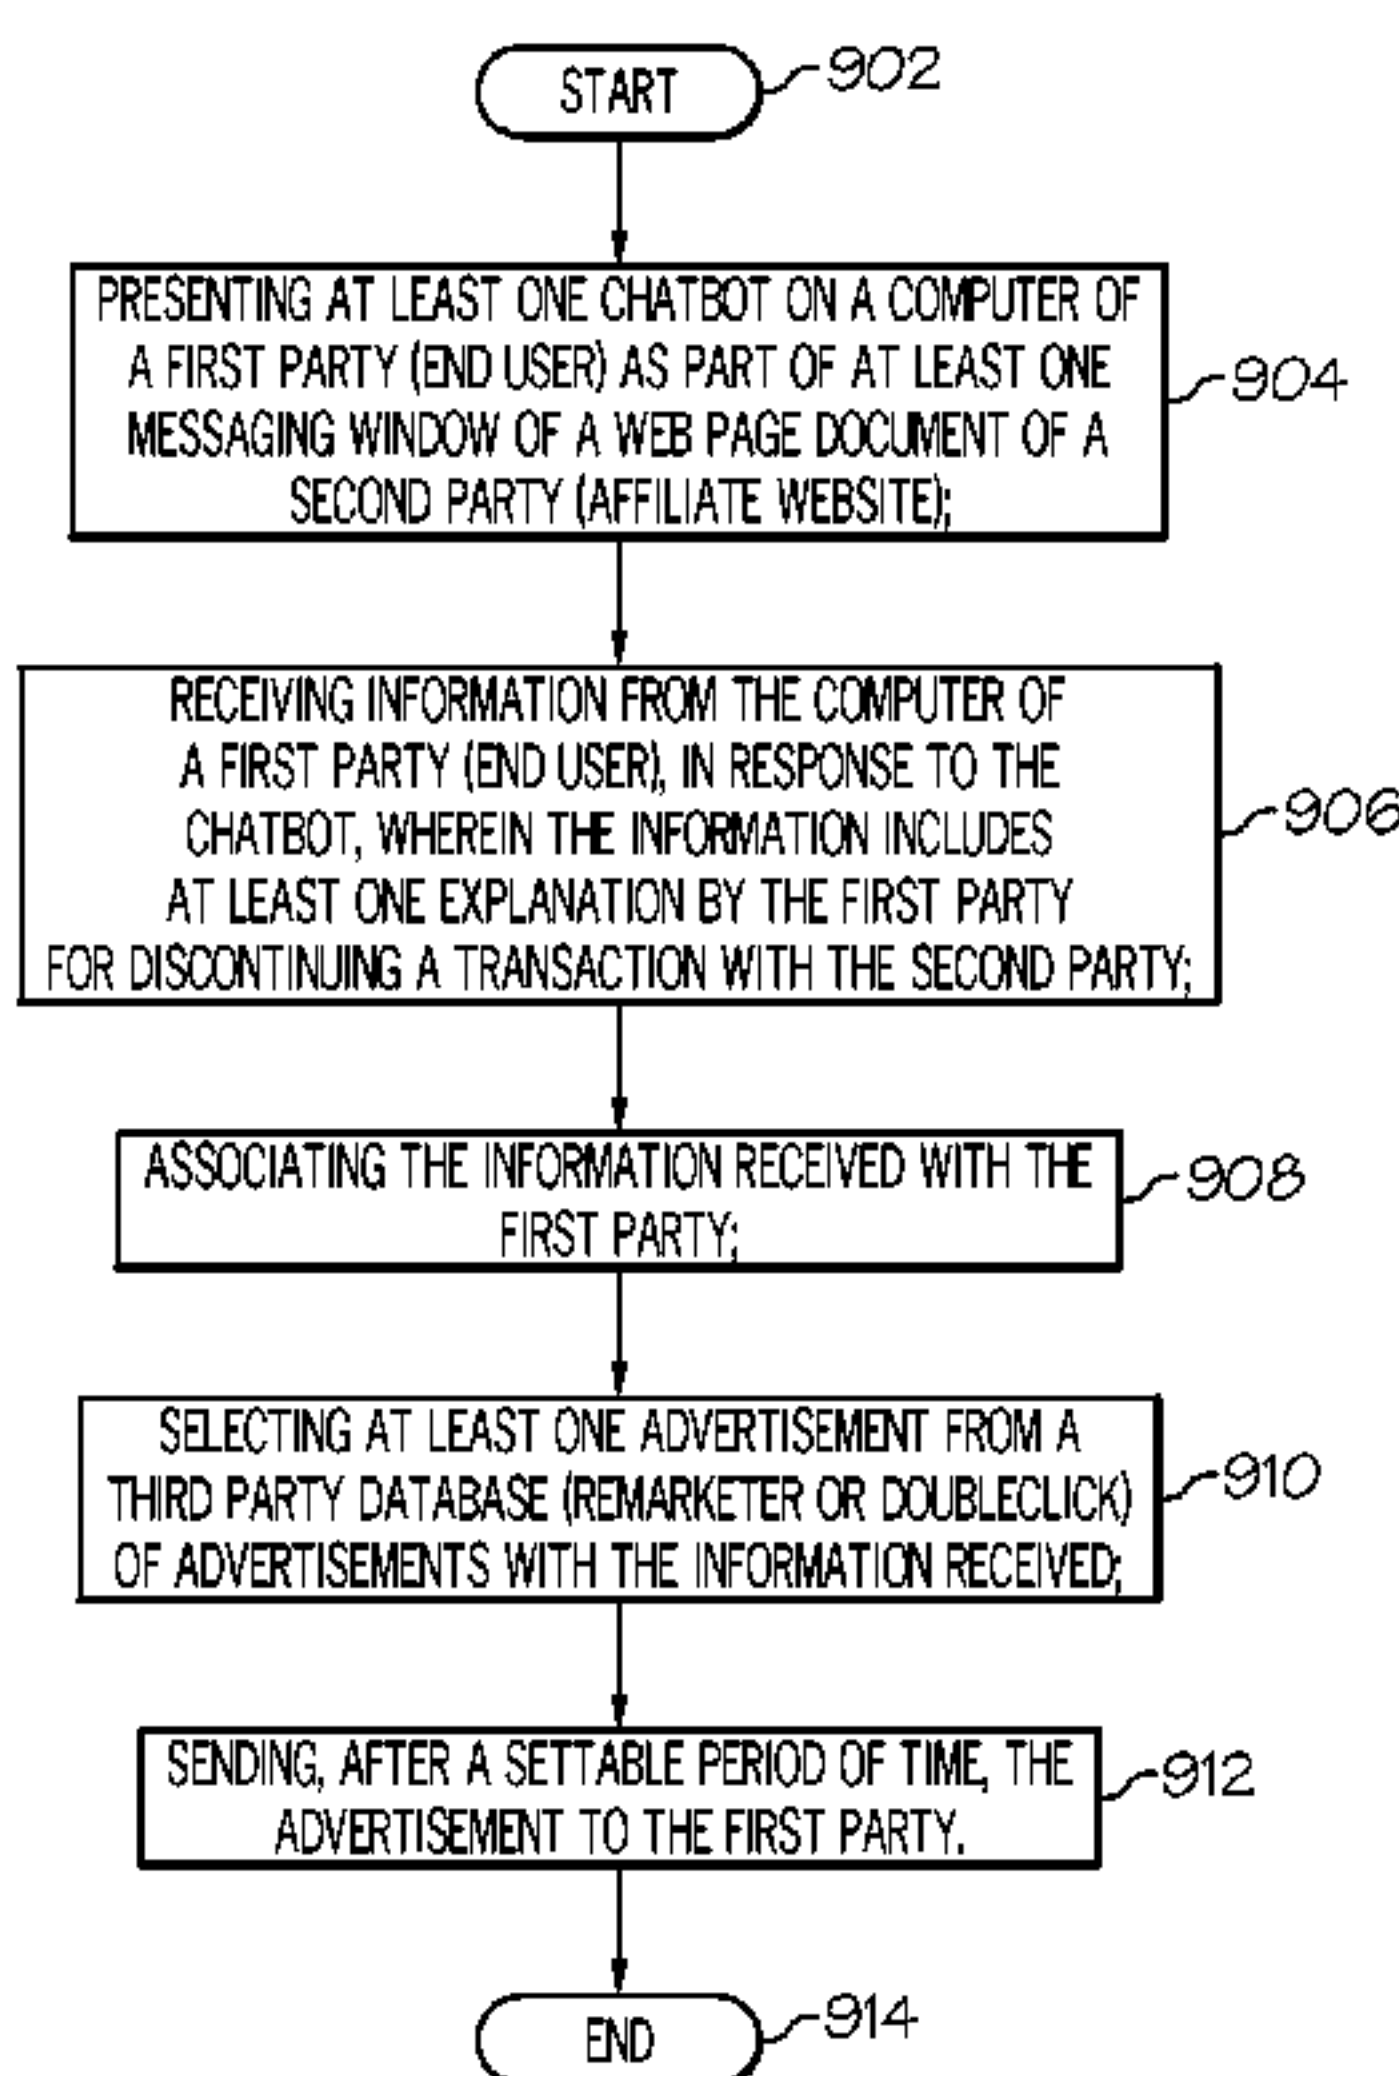 START
902
PRESENTING AT LEAST ONE CHATBOT ON A COMPUTER OF
A FIRST PARTY (END USER) AS PART OF AT LEAST ONE
MESSAGING WINDOW OF A WEB PAGE DOCUMENT OF A
SECOND PARTY (AFFILIATE WEBSITE);
904
RECEIVING INFORMATION FROM THE COMPUTER OF
A FIRST PARTY (END USER), IN RESPONSE TO THE
CHATBOT, WHEREIN THE INFORMATION INCLUDES
AT LEAST ONE EXPLANATION BY THE FIRST PARTY
FOR DISCONTINUING A TRANSACTION WITH THE SECOND PARTY;
906
ASSOCIATING THE INFORMATION RECEIVED WITH THE
FIRST PARTY;
908
SELECTING AT LEAST ONE ADVERTISEMENT FROM A
THIRD PARTY DATABASE (REMARKETER OR DOUBLECLICK)
OF ADVERTISEMENTS WITH THE INFORMATION RECEIVED;
910
SENDING, AFTER A SETTABLE PERIOD OF TIME, THE
ADVERTISEMENT TO THE FIRST PARTY.
912
END
914